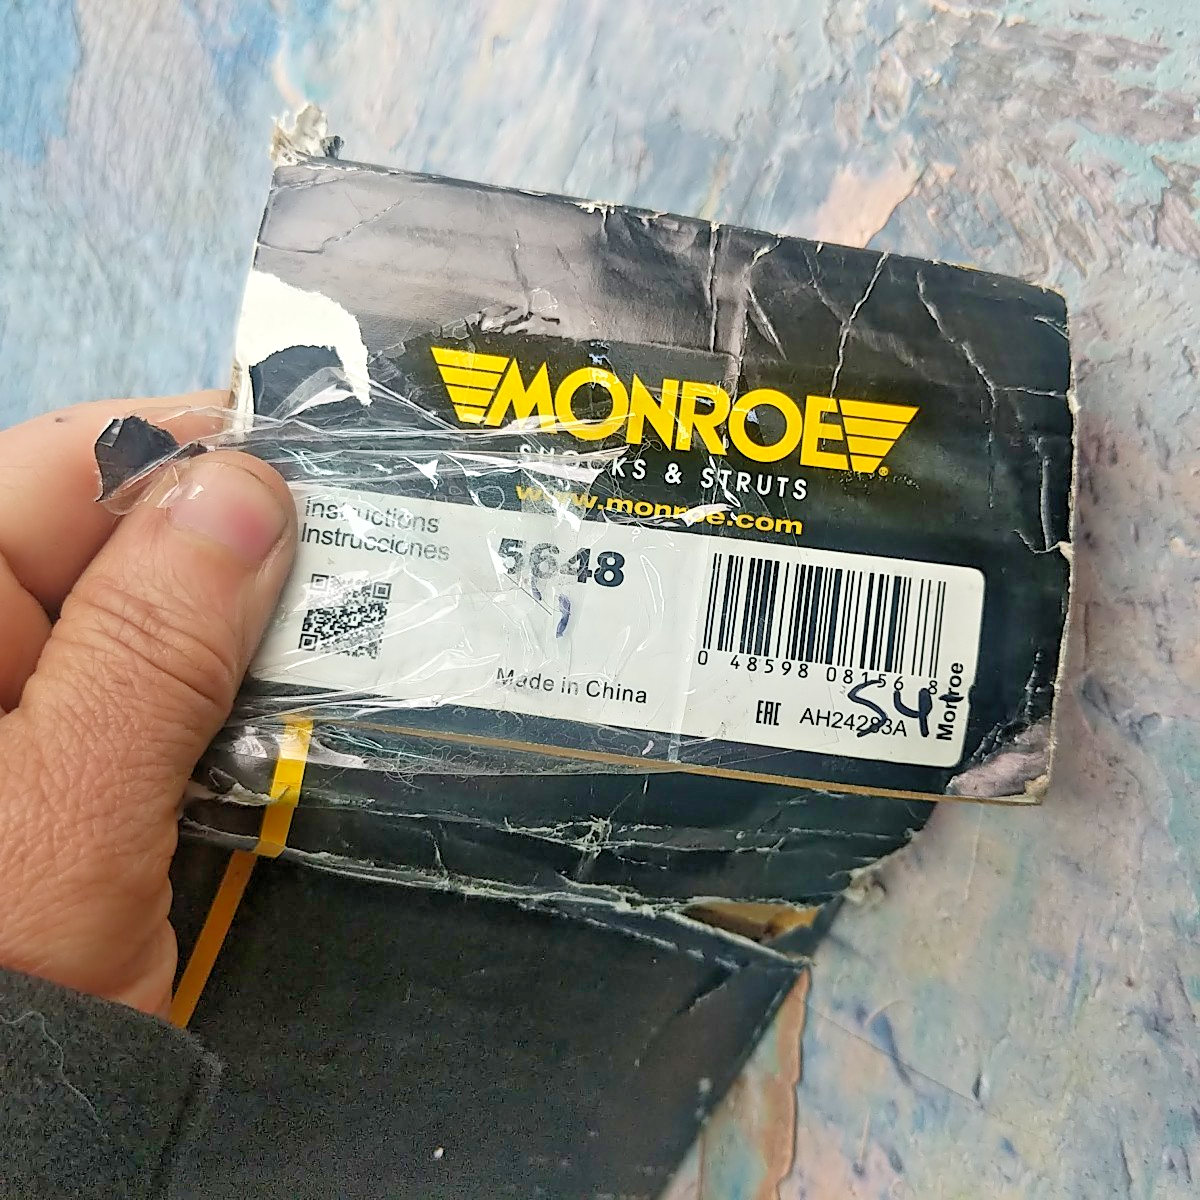 MONROE
SHOCKS & STRUTS
www.monroe.com
Instructions
Instrucciones
5648
Made in China
0 48598 08156 8
EAC AH24283A
54
Monroe